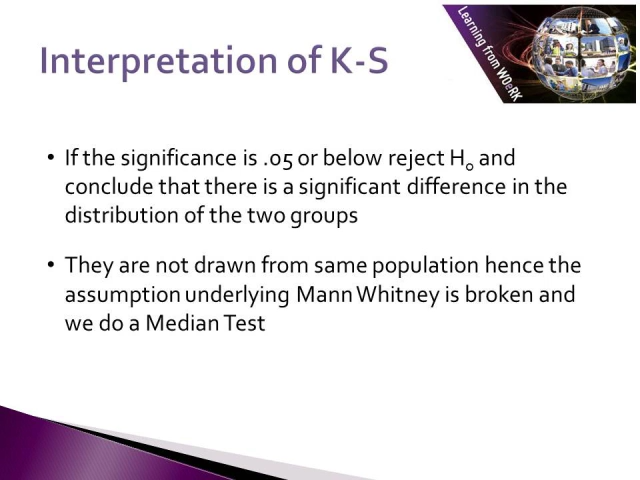 Interpretation of K-S
Learning from WOeRK
• If the significance is .05 or below reject H₀ and
conclude that there is a significant difference in the
distribution of the two groups
• They are not drawn from same population hence the
assumption underlying Mann Whitney is broken and
we do a Median Test